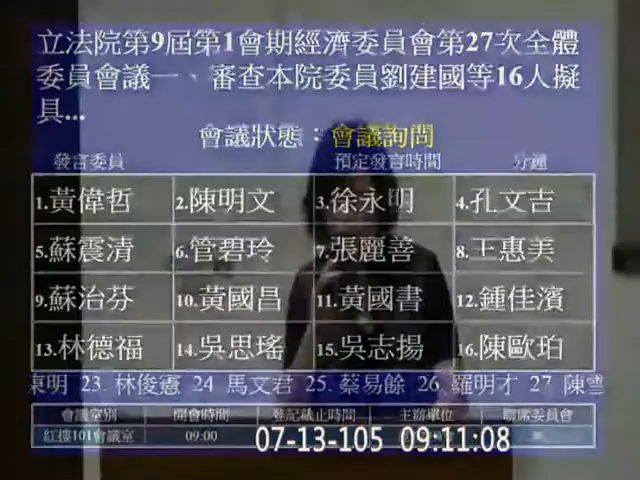 立法院第9屆第1會期經濟委員會第27次全體
委員會議一、審查本院委員劉建國等16人擬
具...
會議狀態：會議詢問
發言委員 預定發言時間 分鐘
1.黃偉哲 2.陳明文 3.徐永明 4.孔文吉
5.蘇震清 6.管碧玲 7.張麗善 8.王惠美
9.蘇治芬 10.黃國昌 11.黃國書 12.鍾佳濱
13.林德福 14.吳思瑤 15.吳志揚 16.陳歐珀
東明 23. 林俊憲 24 馬文君 25. 蔡易餘 26. 羅明才 27 陳雪
會議室別 開會時間 登記截止時間 主辦單位 聯席委員會
紅樓101會議室 09:00
07-13-105 09:11:08